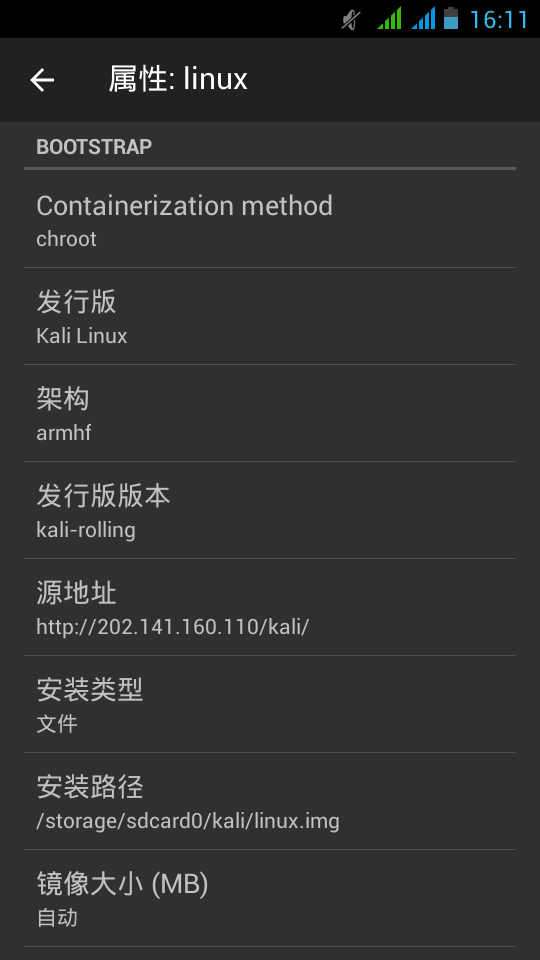 16:11
属性: linux
BOOTSTRAP
Containerization method
chroot
发行版
Kali Linux
架构
armhf
发行版版本
kali-rolling
源地址
http://202.141.160.110/kali/
安装类型
文件
安装路径
/storage/sdcard0/kali/linux.img
镜像大小 (MB)
自动